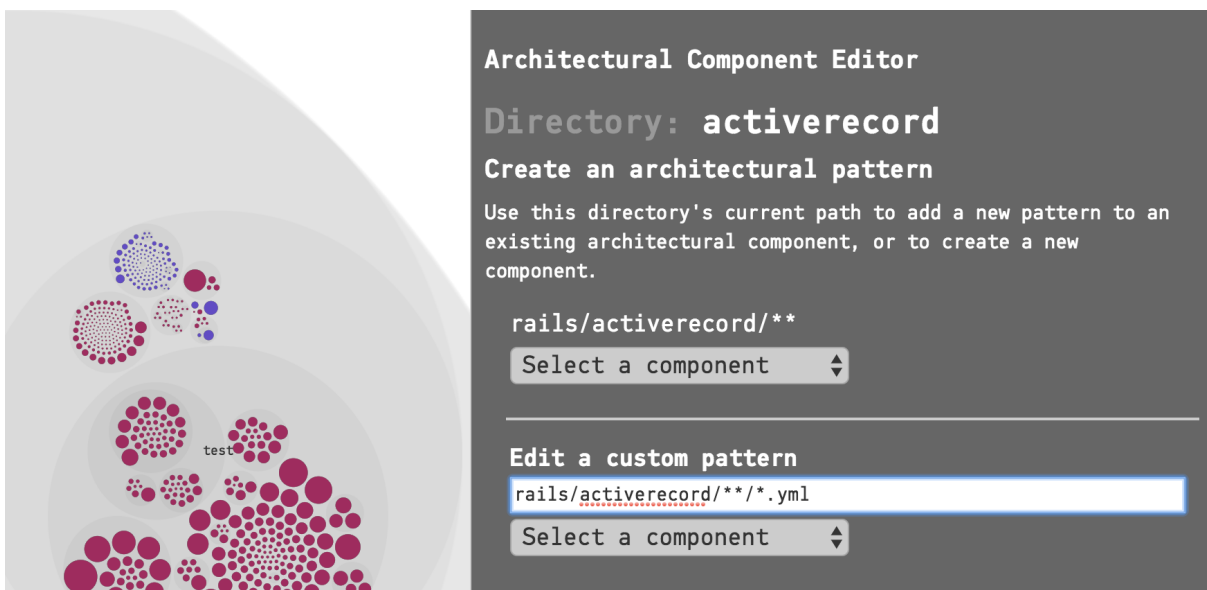 Architectural Component Editor
Directory: activerecord
Create an architectural pattern
Use this directory's current path to add a new pattern to an
existing architectural component, or to create a new
component.
rails/activerecord/**
Select a component
test
Edit a custom pattern
rails/activerecord/**/*.yml
Select a component